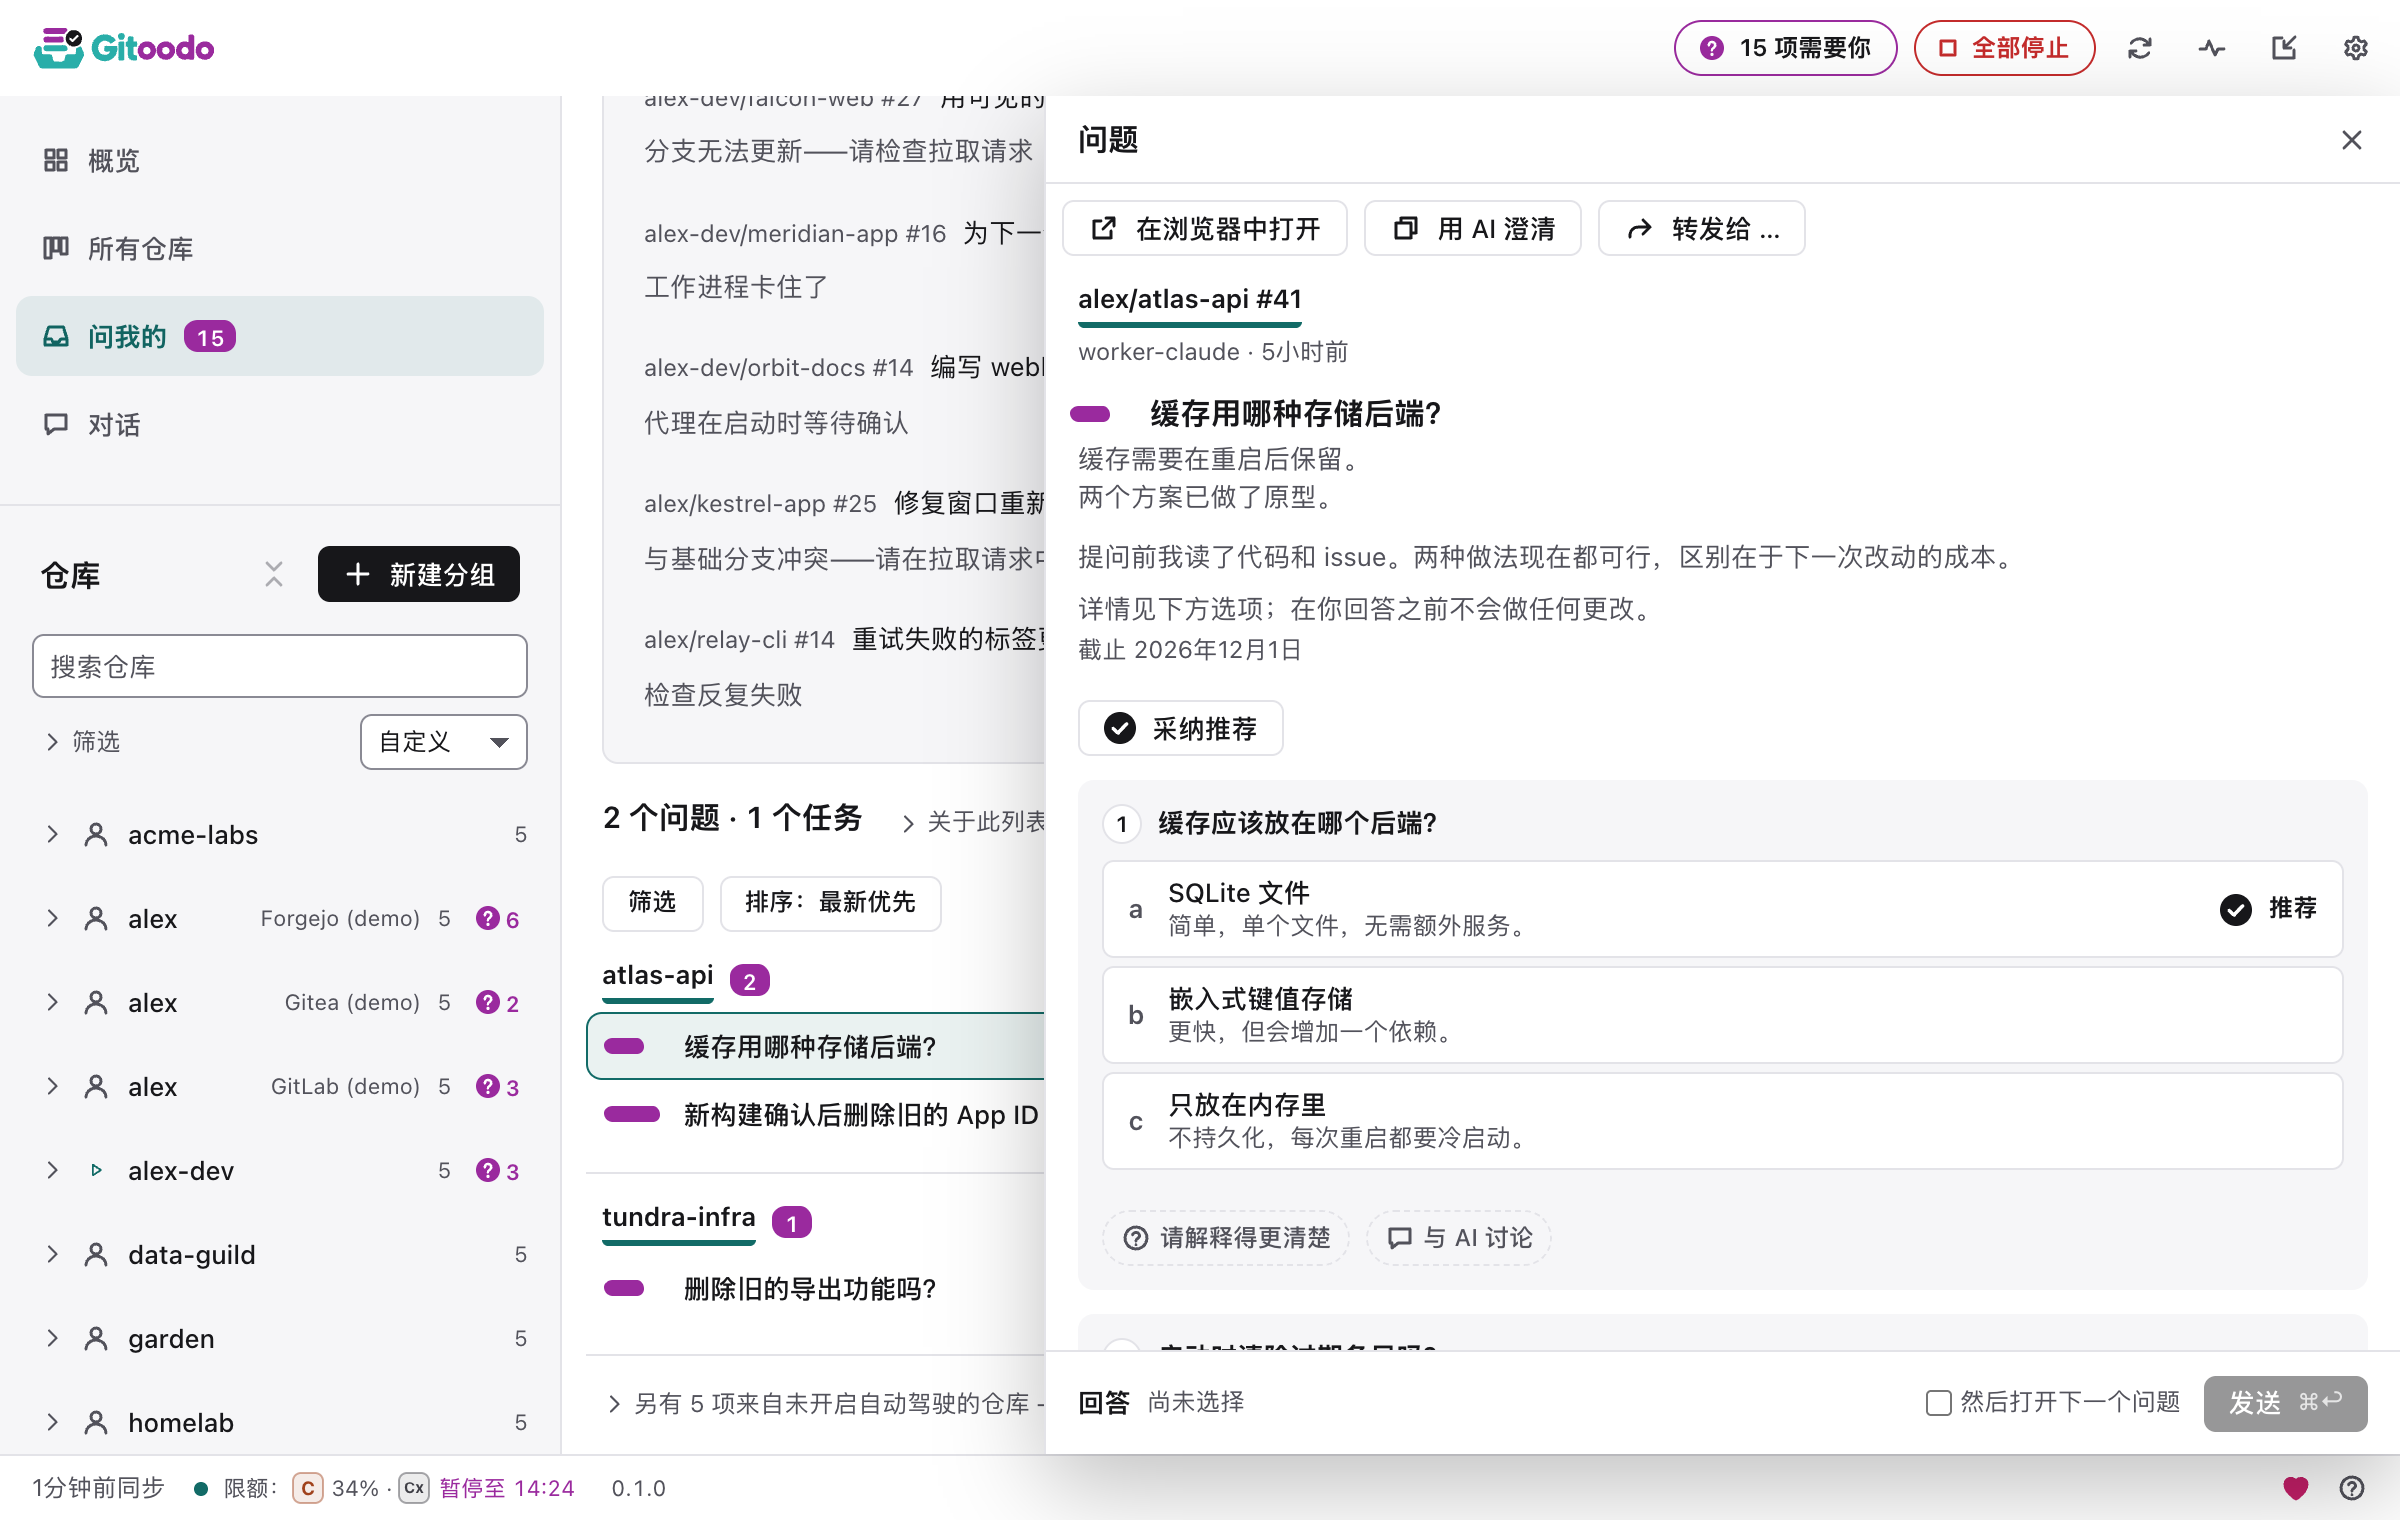 Gitoodo
15 项需要你
全部停止
概览
所有仓库
问我的 15
对话
仓库
新建分组
搜索仓库
筛选
自定义
acme-labs 5
alex Forgejo (demo) 5 6
alex Gitea (demo) 5 2
alex GitLab (demo) 5 3
alex-dev 5 3
data-guild 5
garden 5
homelab 5
alex-dev/falcon-web #27 用可见的
分支无法更新——请检查拉取请求
alex-dev/meridian-app #16 为下一
工作进程卡住了
alex-dev/orbit-docs #14 编写 web
代理在启动时等待确认
alex/kestrel-app #25 修复窗口重新
与基础分支冲突——请在拉取请求中
alex/relay-cli #14 重试失败的标签
检查反复失败
2 个问题 · 1 个任务
关于此列表
筛选
排序：最新优先
atlas-api 2
缓存用哪种存储后端？
新构建确认后删除旧的 App ID
tundra-infra 1
删除旧的导出功能吗？
另有 5 项来自未开启自动驾驶的仓库 -
问题
在浏览器中打开
用 AI 澄清
转发给 ...
alex/atlas-api #41
worker-claude · 5小时前
缓存用哪种存储后端？
缓存需要在重启后保留。
两个方案已做了原型。
提问前我读了代码和 issue。两种做法现在都可行，区别在于下一次改动的成本。
详情见下方选项；在你回答之前不会做任何更改。
截止 2026年12月1日
采纳推荐
1 缓存应该放在哪个后端？
a SQLite 文件
简单，单个文件，无需额外服务。
推荐
b 嵌入式键值存储
更快，但会增加一个依赖。
c 只放在内存里
不持久化，每次重启都要冷启动。
请解释得更清楚
与 AI 讨论
回答 尚未选择
然后打开下一个问题
发送 ⌘↩
1分钟前同步
限额： C 34% · Cx 暂停至 14:24
0.1.0